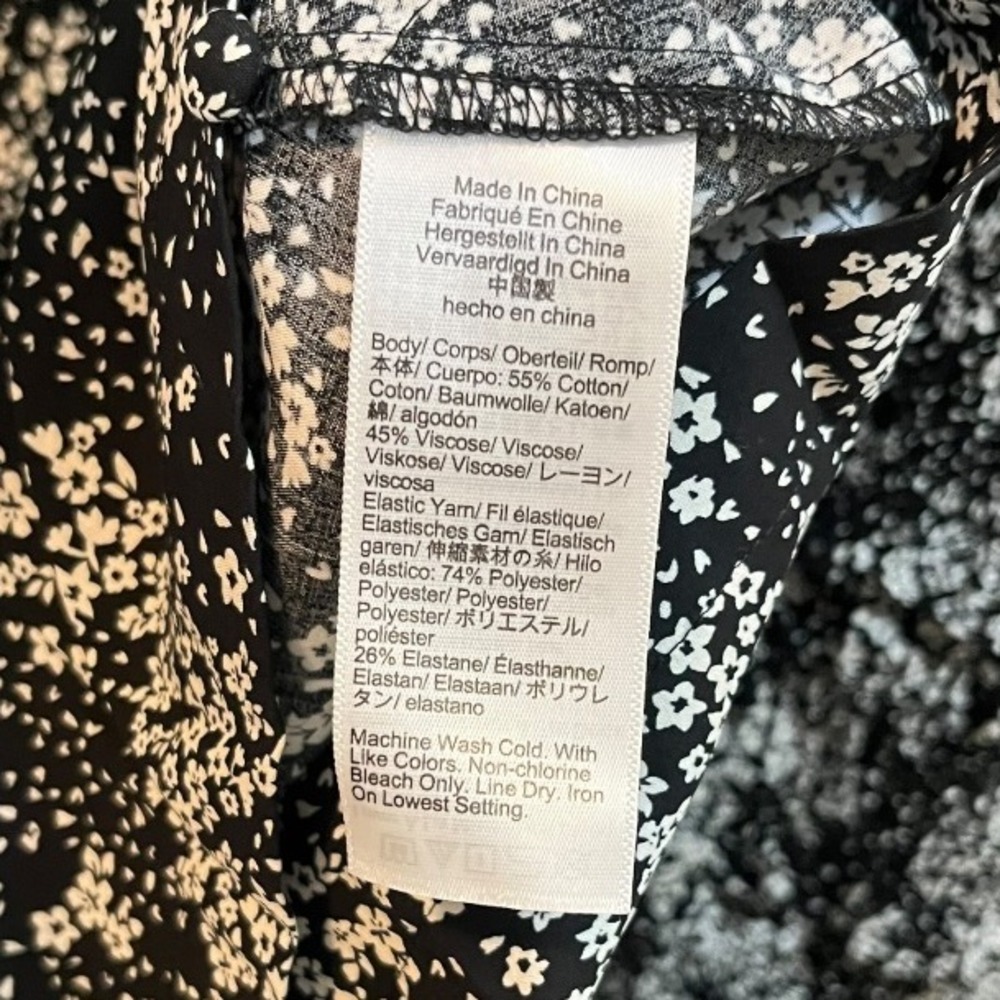 Made In China
Fabriqué En Chine
Hergestellt In China
Vervaardigd In China
中国製
hecho en china
Body/ Corps/ Oberteil/ Romp/
本体/ Cuerpo: 55% Cotton/
Coton/ Baumwolle/ Katoen/
綿/ algodón
45% Viscose/ Viscose/
Viskose/ Viscose/ レーヨン/
viscosa
Elastic Yarn/ Fil élastique/
Elastisches Garn/ Elastisch
garen/ 伸縮素材の糸/ Hilo
elástico: 74% Polyester/
Polyester/ Polyester/
Polyester/ ポリエステル/
poliéster
26% Elastane/ Élasthanne/
Elastan/ Elastaan/ ポリウレ
タン/ elastano
Machine Wash Cold. With
Like Colors. Non-chlorine
Bleach Only. Line Dry. Iron
On Lowest Setting.